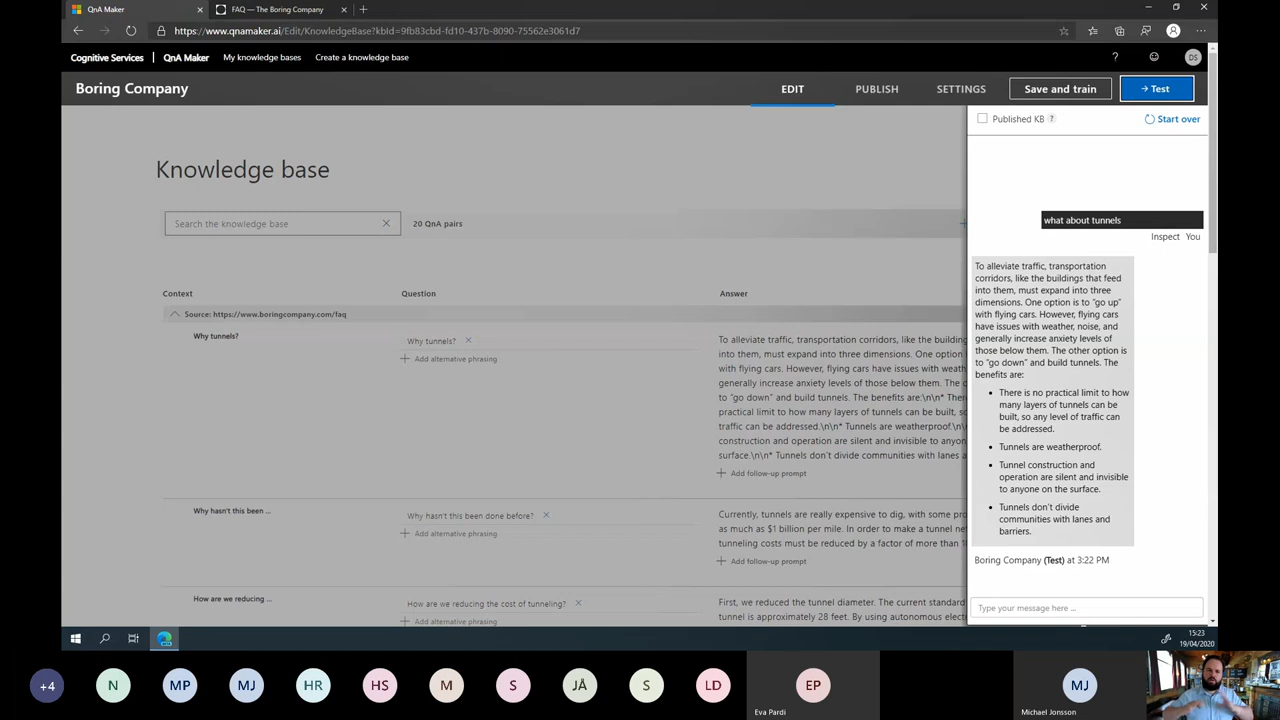 QnA Maker
FAQ — The Boring Company
https://www.qnamaker.ai/Edit/KnowledgeBase?kbId=9fb83cbd-fd10-437b-8090-75562e3061d7
Cognitive Services
QnA Maker
My knowledge bases
Create a knowledge base
?
DS
Boring Company
EDIT
PUBLISH
SETTINGS
Save and train
Test
Published KB ?
Start over
Knowledge base
Search the knowledge base
20 QnA pairs
Context
Question
Answer
Source: https://www.boringcompany.com/faq
Why tunnels?
Why tunnels?
Add alternative phrasing
To alleviate traffic, transportation corridors, like the building
into them, must expand into three dimensions. One option
with flying cars. However, flying cars have issues with weath
generally increase anxiety levels of those below them. The o
to “go down” and build tunnels. The benefits are:\n\n* There
practical limit to how many layers of tunnels can be built, so
traffic can be addressed.\n\n* Tunnels are weatherproof.\n\n
construction and operation are silent and invisible to anyon
surface.\n\n* Tunnels don’t divide communities with lanes a
Add follow-up prompt
Why hasn't this been ...
Why hasn't this been done before?
Add alternative phrasing
Currently, tunnels are really expensive to dig, with some pro
as much as $1 billion per mile. In order to make a tunnel net
tunneling costs must be reduced by a factor of more than 1
Add follow-up prompt
How are we reducing ...
How are we reducing the cost of tunneling?
Add alternative phrasing
First, we reduced the tunnel diameter. The current standard
tunnel is approximately 28 feet. By using autonomous electi
what about tunnels
Inspect You
To alleviate traffic, transportation
corridors, like the buildings that feed
into them, must expand into three
dimensions. One option is to “go up”
with flying cars. However, flying cars
have issues with weather, noise, and
generally increase anxiety levels of
those below them. The other option is
to “go down” and build tunnels. The
benefits are:
There is no practical limit to how
many layers of tunnels can be
built, so any level of traffic can
be addressed.
Tunnels are weatherproof.
Tunnel construction and
operation are silent and invisible
to anyone on the surface.
Tunnels don’t divide
communities with lanes and
barriers.
Boring Company (Test) at 3:22 PM
Type your message here ...
15:23
19/04/2020
+4
N
MP
MJ
HR
HS
M
S
JÅ
S
LD
EP
Eva Pardi
MJ
Michael Jonsson